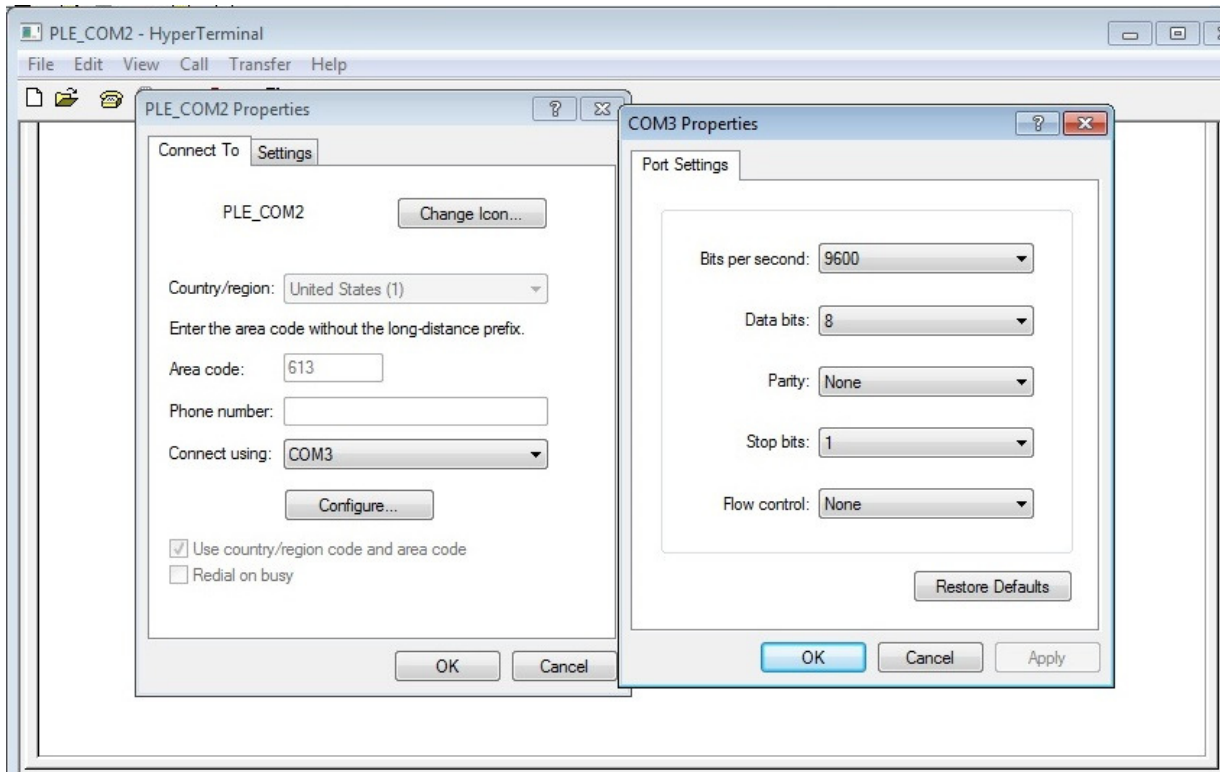 PLE_COM2 - HyperTerminal
File Edit View Call Transfer Help
PLE_COM2 Properties
Connect To Settings
PLE_COM2 Change Icon...
Country/region: United States (1)
Enter the area code without the long-distance prefix.
Area code: 613
Phone number:
Connect using: COM3
Configure...
Use country/region code and area code
Redial on busy
OK Cancel
COM3 Properties
Port Settings
Bits per second: 9600
Data bits: 8
Parity: None
Stop bits: 1
Flow control: None
Restore Defaults
OK Cancel Apply